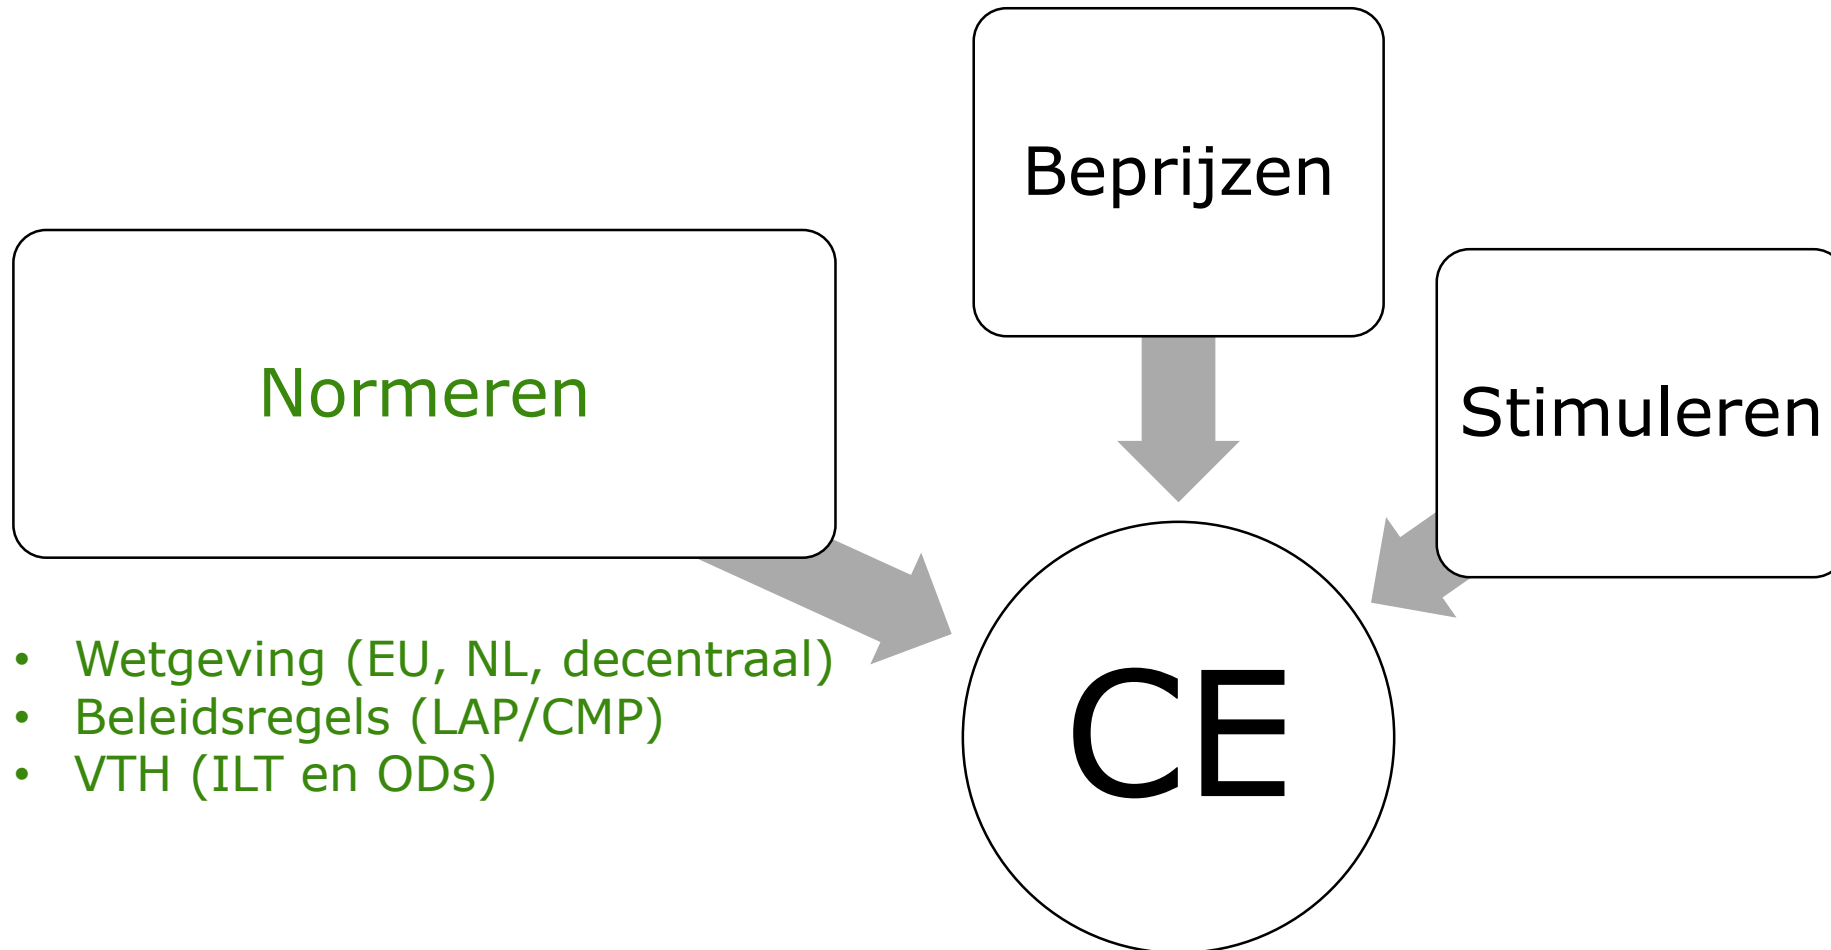 Beprijzen
Normeren
Stimuleren
• Wetgeving (EU, NL, decentraal)
• Beleidsregels (LAP/CMP)
• VTH (ILT en ODs)
CE